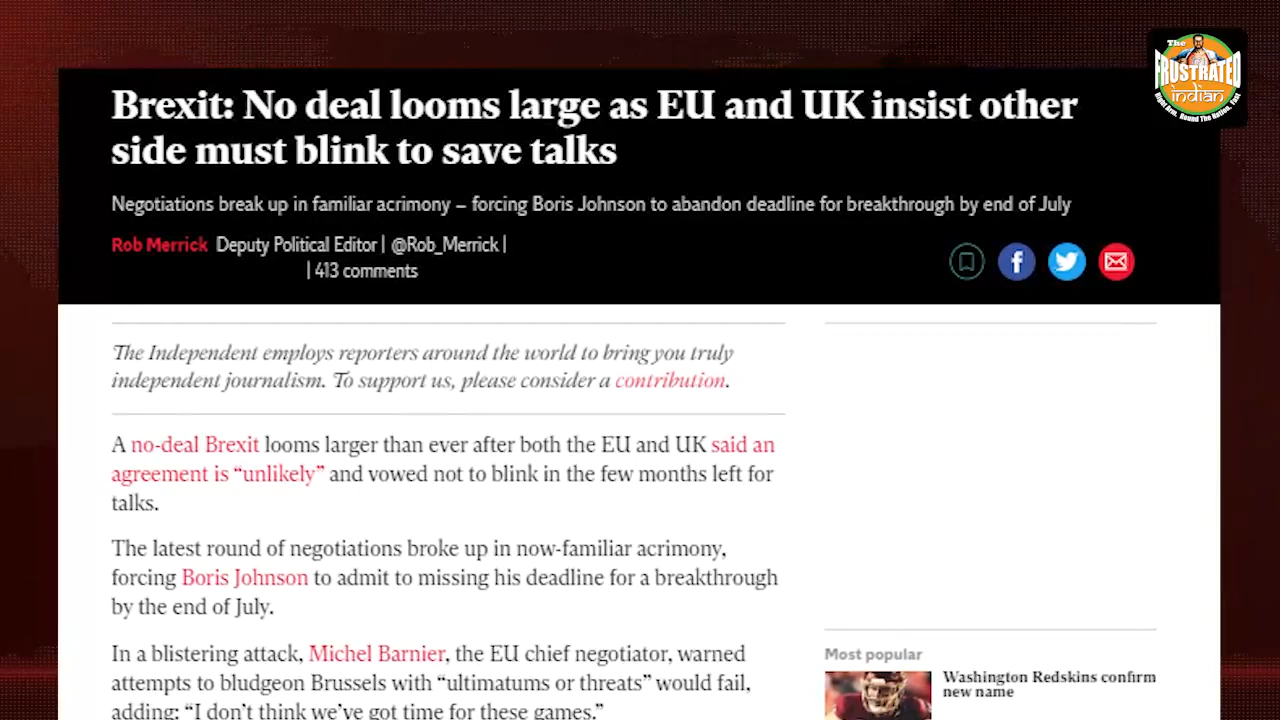 The
FRUSTRATED
indian
Right Arm. Round The Nation. Fast
Brexit: No deal looms large as EU and UK insist other
side must blink to save talks
Negotiations break up in familiar acrimony – forcing Boris Johnson to abandon deadline for breakthrough by end of July
Rob Merrick Deputy Political Editor | @Rob_Merrick |
| 413 comments
The Independent employs reporters around the world to bring you truly
independent journalism. To support us, please consider a contribution.
A no-deal Brexit looms larger than ever after both the EU and UK said an
agreement is “unlikely” and vowed not to blink in the few months left for
talks.
The latest round of negotiations broke up in now-familiar acrimony,
forcing Boris Johnson to admit to missing his deadline for a breakthrough
by the end of July.
In a blistering attack, Michel Barnier, the EU chief negotiator, warned
attempts to bludgeon Brussels with “ultimatums or threats” would fail,
adding: “I don’t think we’ve got time for these games.”
Most popular
Washington Redskins confirm
new name